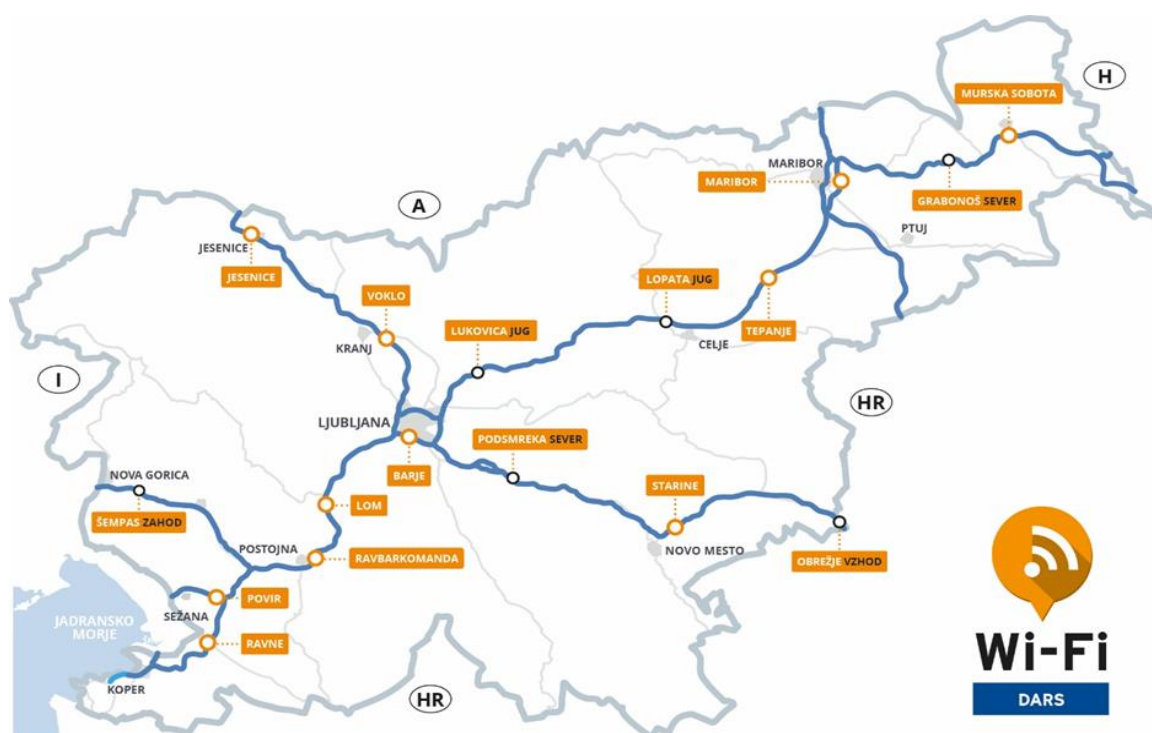 H
MURSKA SOBOTA
MARIBOR
MARIBOR
GRABONOŠ SEVER
A
PTUJ
JESENICE
JESENICE
LOPATA JUG
VOKLO
LUKOVICA JUG
TEPANJE
KRANJ
CELJE
I
HR
LJUBLJANA
PODSMREKA SEVER
NOVA GORICA
BARJE
STARINE
LOM
ŠEMPAS ZAHOD
POSTOJNA
RAVBARKOMANDA
NOVO MESTO
OBREŽJE VZHOD
POVIR
SEŽANA
JADRANSKO
MORJE
RAVNE
KOPER
HR
Wi-Fi
DARS